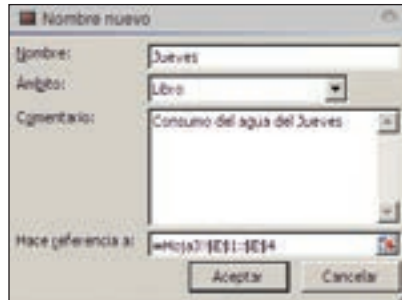 Nombre nuevo
Nombre: Jueves
Ámbito: Libro
Comentario: Consumo del agua del Jueves
Hace referencia a: =Hoja3!$E$1:$E$4
Aceptar Cancelar